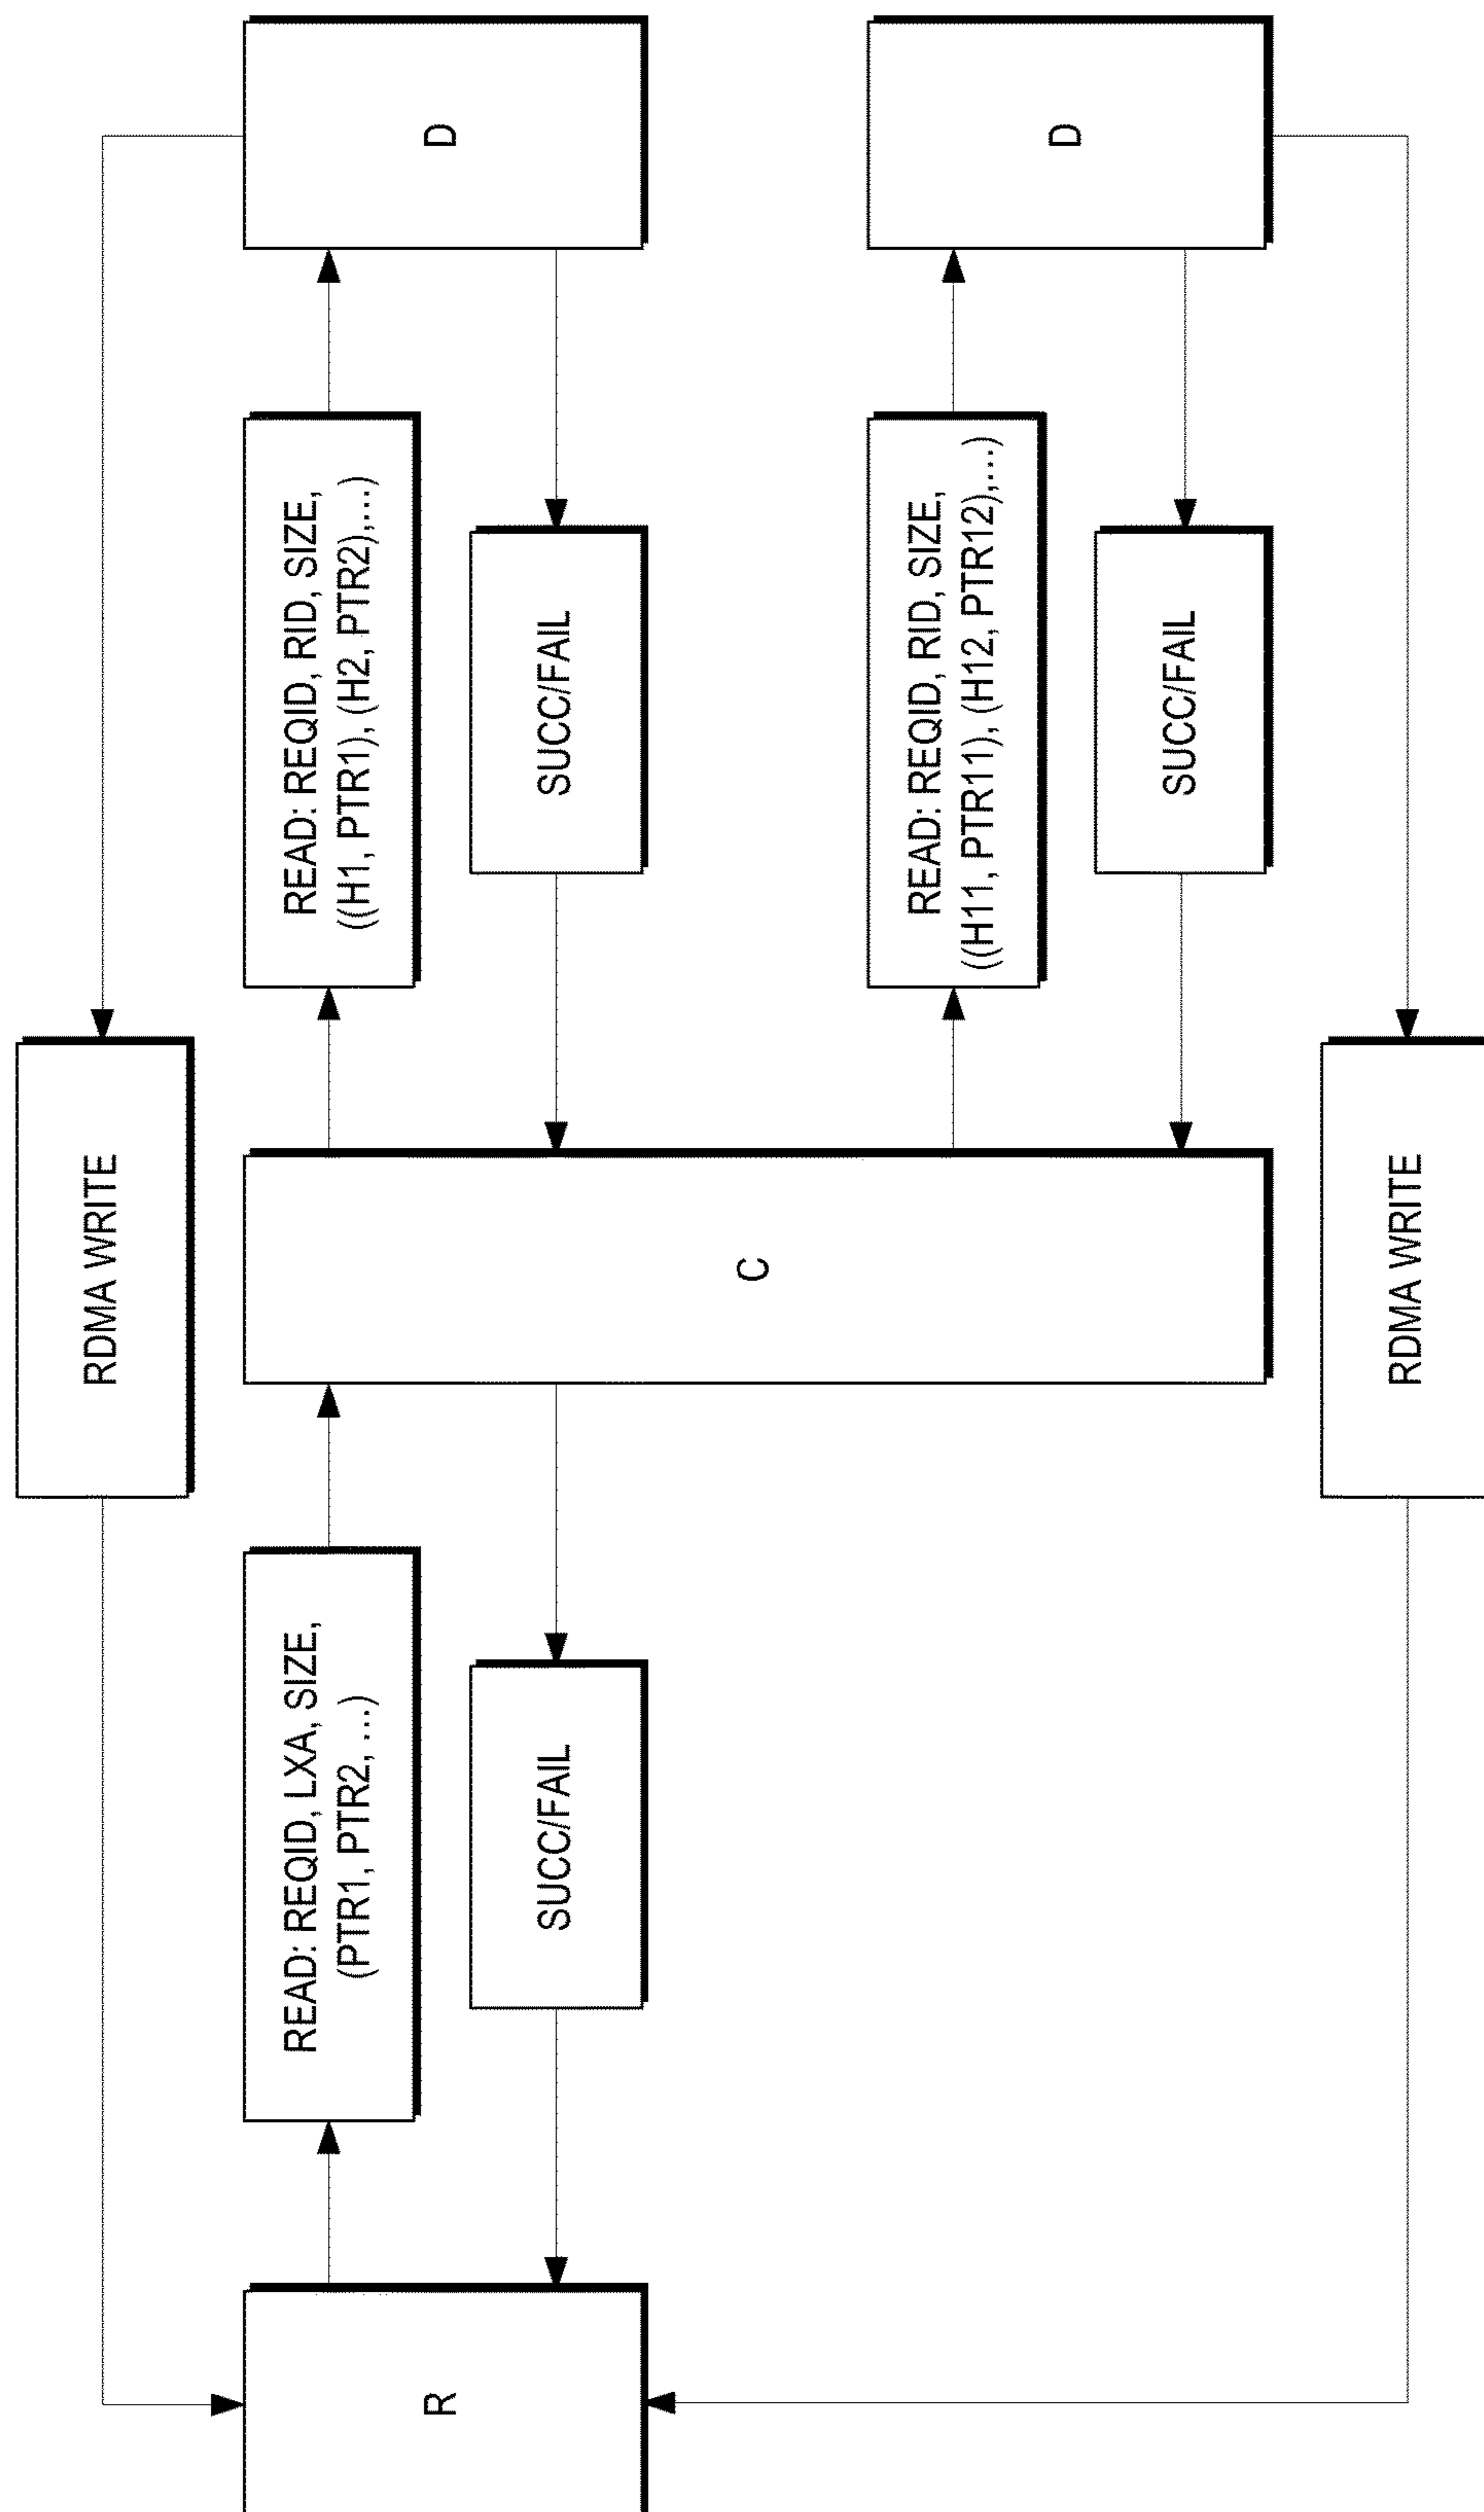 RDMA WRITE
R
READ: REQID, LXA, SIZE,
(PTR1, PTR2, ...)
SUCC/FAIL
C
READ: REQID, RID, SIZE,
((H1, PTR1), (H2, PTR2),...)
SUCC/FAIL
D
READ: REQID, RID, SIZE,
((H11, PTR11), (H12, PTR12),...)
SUCC/FAIL
D
RDMA WRITE